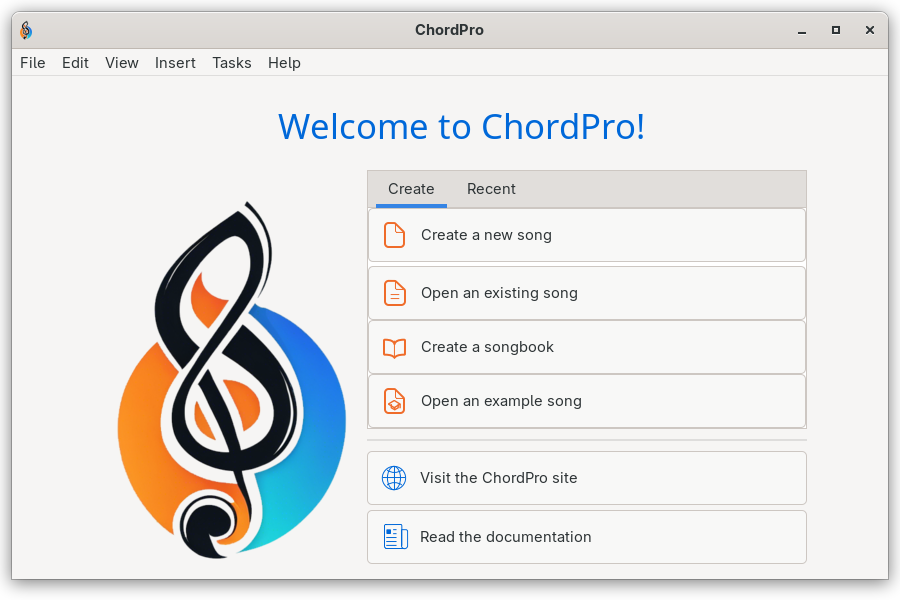 ChordPro
File Edit View Insert Tasks Help
Welcome to ChordPro!
Create Recent
Create a new song
Open an existing song
Create a songbook
Open an example song
Visit the ChordPro site
Read the documentation